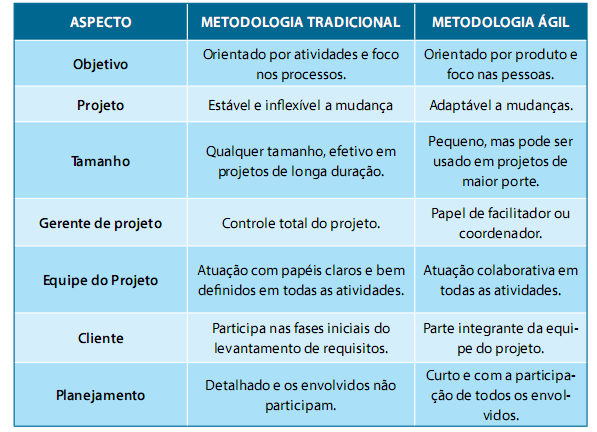 ASPECTO METODOLOGIA TRADICIONAL METODOLOGIA ÁGIL
Objetivo
Orientado por atividades e foco
nos processos.
Orientado por produto e
foco nas pessoas.
Projeto
Estável e inflexível a mudança
Adaptável a mudanças.
Tamanho
Qualquer tamanho, efetivo em
projetos de longa duração.
Pequeno, mas pode ser
usado em projetos de
maior porte.
Gerente de projeto
Controle total do projeto.
Papel de facilitador ou
coordenador.
Equipe do Projeto
Atuação com papéis claros e bem
definidos em todas as atividades.
Atuação colaborativa em
todas as atividades.
Cliente
Participa nas fases iniciais do
levantamento de requisitos.
Parte integrante da equi-
pe do projeto.
Planejamento
Detalhado e os envolvidos não
participam.
Curto e com a participa-
ção de todos os envol-
vidos.